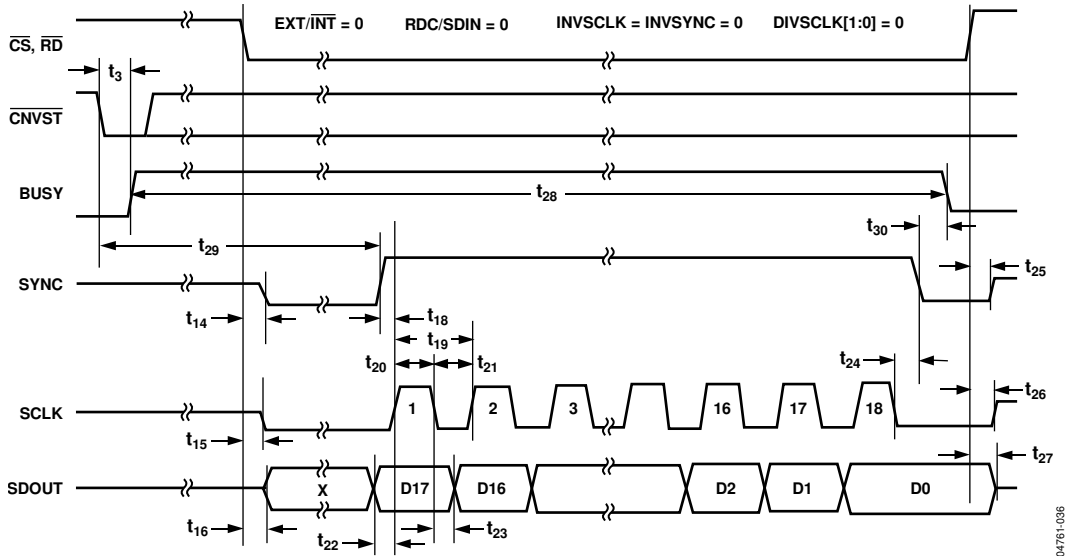 EXT/INT = 0 RDC/SDIN = 0 INVSCLK = INVSYNC = 0 DIVSCLK[1:0] = 0
CS, RD
t3
CNVST
BUSY
t28
t30
t29
t25
SYNC
t14
t18
t19
t20
t21
t24
t26
SCLK
1 2 3 16 17 18
t15
t27
SDOUT
X D17 D16 D2 D1 D0
t16
t22
t23
04761-036